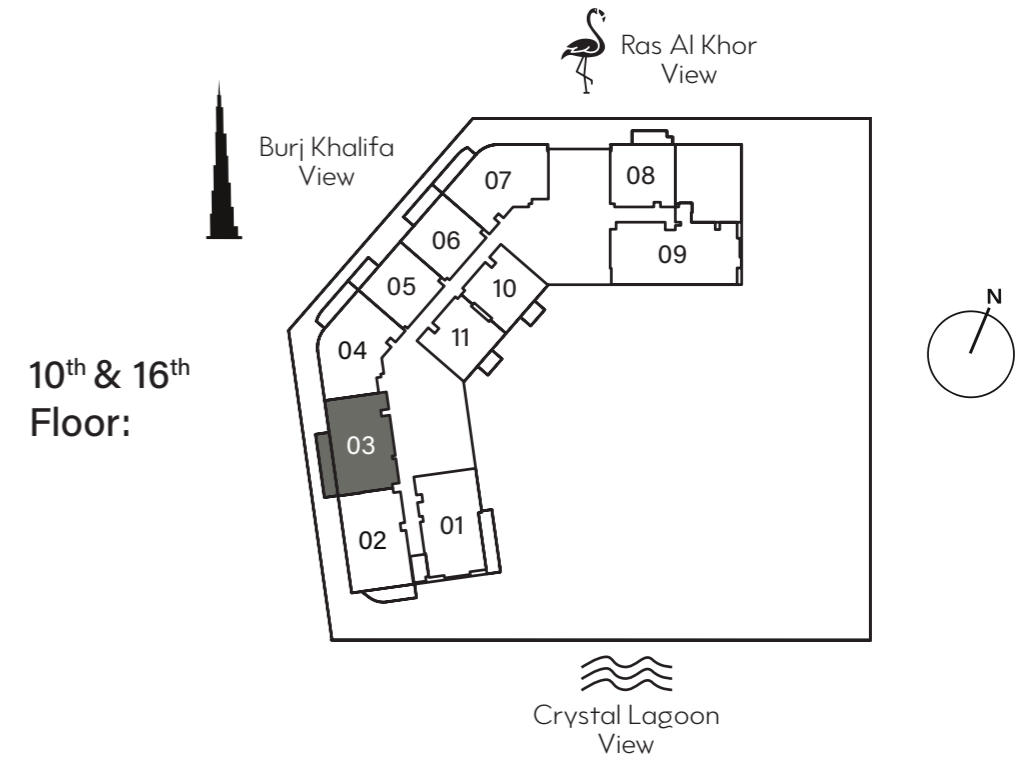 Ras Al Khor
View
Burj Khalifa
View
07
08
06
09
05
10
N
11
04
10th & 16th
Floor:
03
01
02
Crystal Lagoon
View